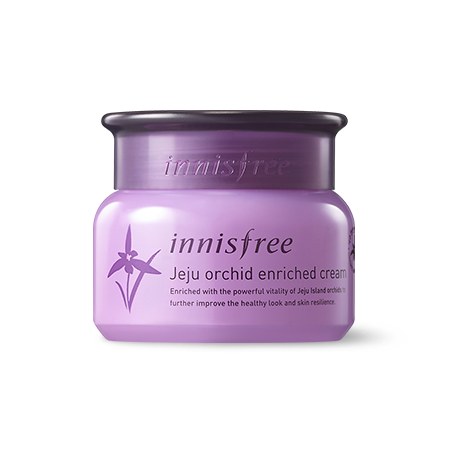 innisfree
innisfree
Jeju orchid enriched cream
Enriched with the powerful vitality of Jeju Island orchids
further improve the healthy look and skin resilience.